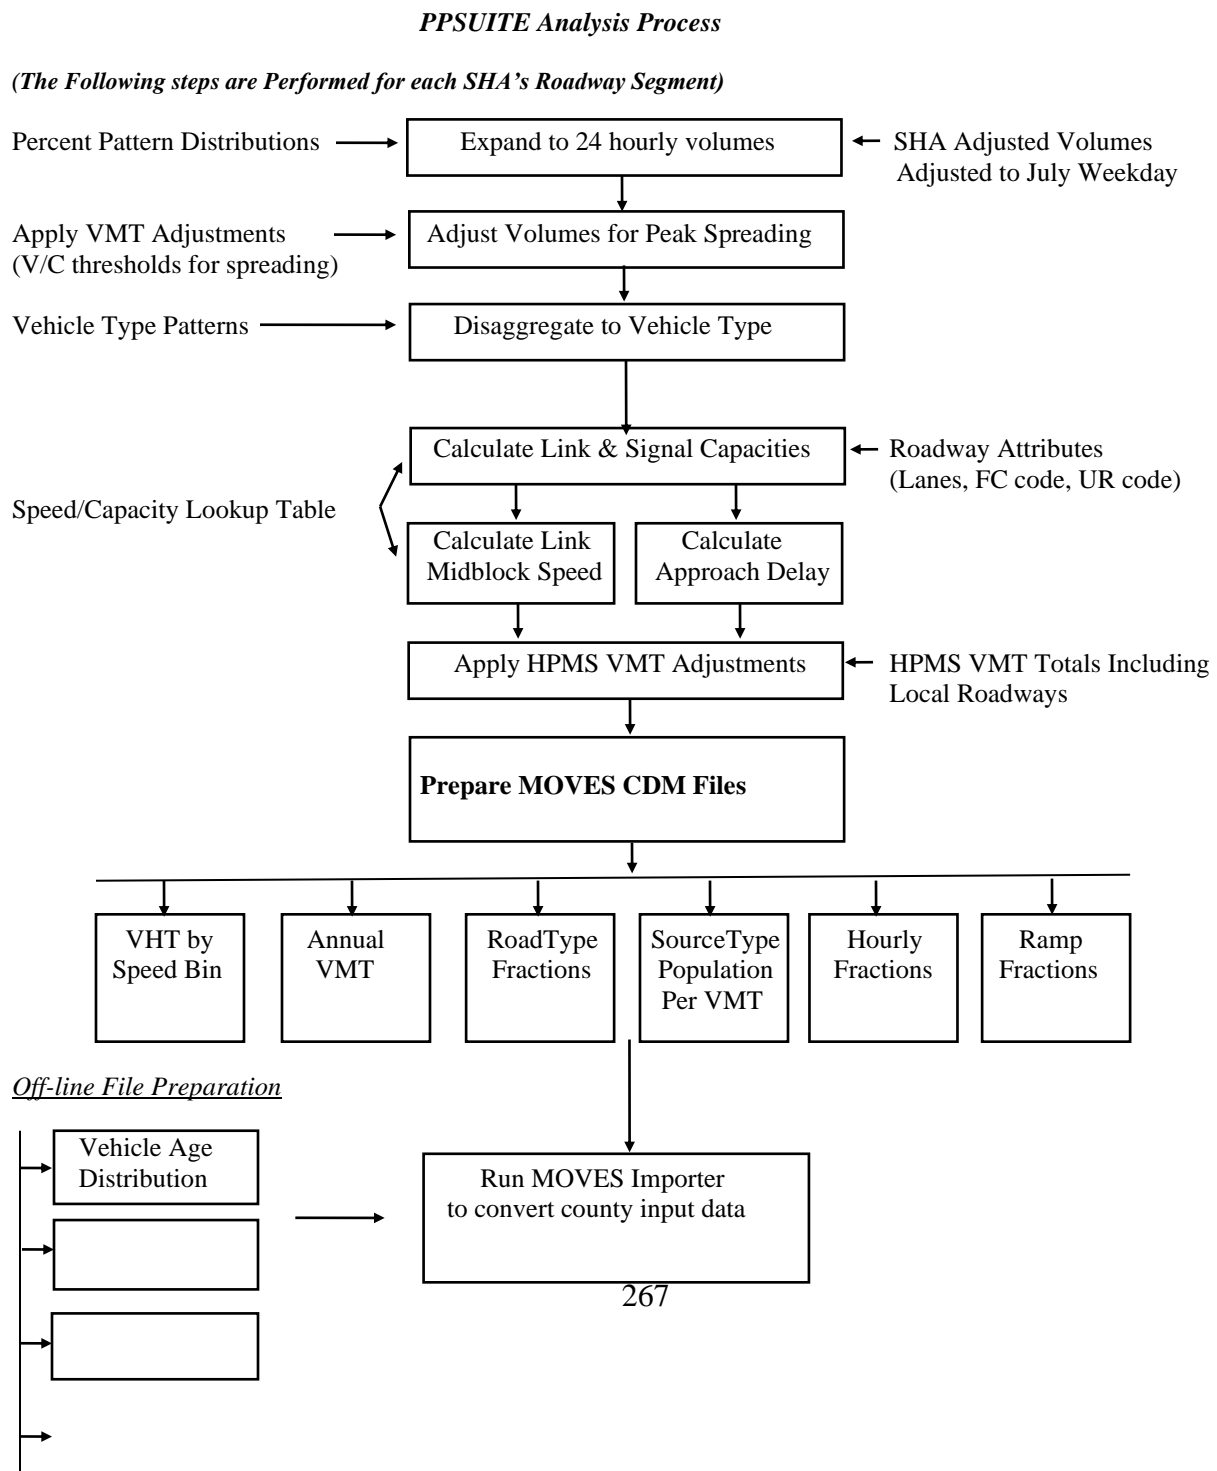 PPSUITE Analysis Process
(The Following steps are Performed for each SHA's Roadway Segment)
Percent Pattern Distributions
Expand to 24 hourly volumes
SHA Adjusted Volumes
Adjusted to July Weekday
Apply VMT Adjustments
(V/C thresholds for spreading)
Adjust Volumes for Peak Spreading
Vehicle Type Patterns
Disaggregate to Vehicle Type
Calculate Link & Signal Capacities
Roadway Attributes
(Lanes, FC code, UR code)
Speed/Capacity Lookup Table
Calculate Link
Midblock Speed
Calculate
Approach Delay
Apply HPMS VMT Adjustments
HPMS VMT Totals Including
Local Roadways
Prepare MOVES CDM Files
VHT by
Speed Bin
Annual
VMT
RoadType
Fractions
SourceType
Population
Per VMT
Hourly
Fractions
Ramp
Fractions
Off-line File Preparation
Vehicle Age
Distribution
Run MOVES Importer
to convert county input data
267